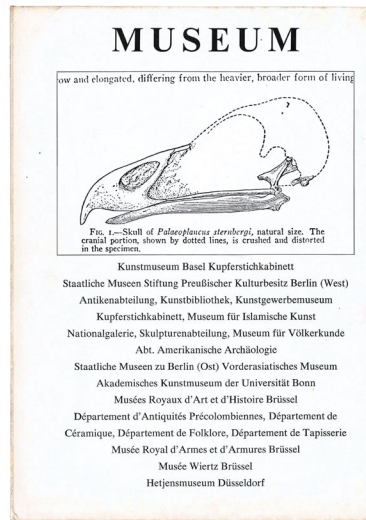 MUSEUM
ow and elongated, differing from the heavier, broader form of living
FIG. 1.—Skull of Palaeoplancus sternbergi, natural size. The
cranial portion, shown by dotted lines, is crushed and distorted
in the specimen.
Kunstmuseum Basel Kupferstichkabinett
Staatliche Museen Stiftung Preußischer Kulturbesitz Berlin (West)
Antikenabteilung, Kunstbibliothek, Kunstgewerbemuseum
Kupferstichkabinett, Museum für Islamische Kunst
Nationalgalerie, Skulpturenabteilung, Museum für Völkerkunde
Abt. Amerikanische Archäologie
Staatliche Museen zu Berlin (Ost) Vorderasiatisches Museum
Akademisches Kunstmuseum der Universität Bonn
Musées Royaux d'Art et d'Histoire Brüssel
Département d'Antiquités Précolombiennes, Département de
Céramique, Département de Folklore, Département de Tapisserie
Musée Royal d'Armes et d'Armures Brüssel
Musée Wiertz Brüssel
Hetjensmuseum Düsseldorf